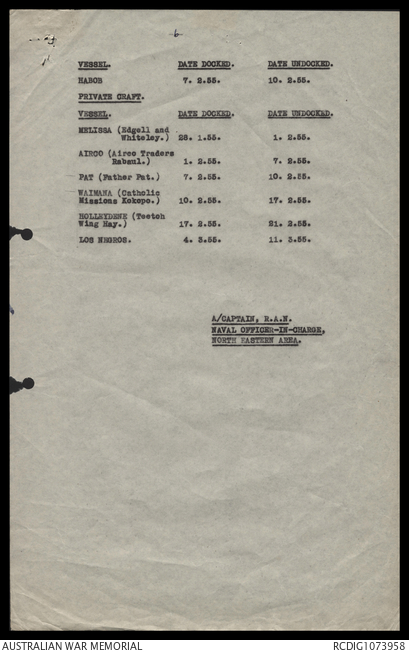 VESSEL. DATE DOCKED. DATE UNDOCKED.
HABOB 7. 2.55. 10. 2.55.
PRIVATE CRAFT.
VESSEL. DATE DOCKED. DATE UNDOCKED.
MELISSA (Edgell and
Whiteley.) 28. 1.55. 1. 2.55.
AIRCO (Airco Traders
Rabaul.) 1. 2.55. 7. 2.55.
PAT (Father Pat.) 7. 2.55. 10. 2.55.
WAIMANA (Catholic
Missions Kokopo.) 10. 2.55. 17. 2.55.
HOLLEYDENE (Teetch
Wing Hay.) 17. 2.55. 21. 2.55.
LOS NEGROS. 4. 3.55. 11. 3.55.
A/CAPTAIN, R.A.N.
NAVAL OFFICER-IN-CHARGE,
NORTH EASTERN AREA.
AUSTRALIAN WAR MEMORIAL RCDIG1073958